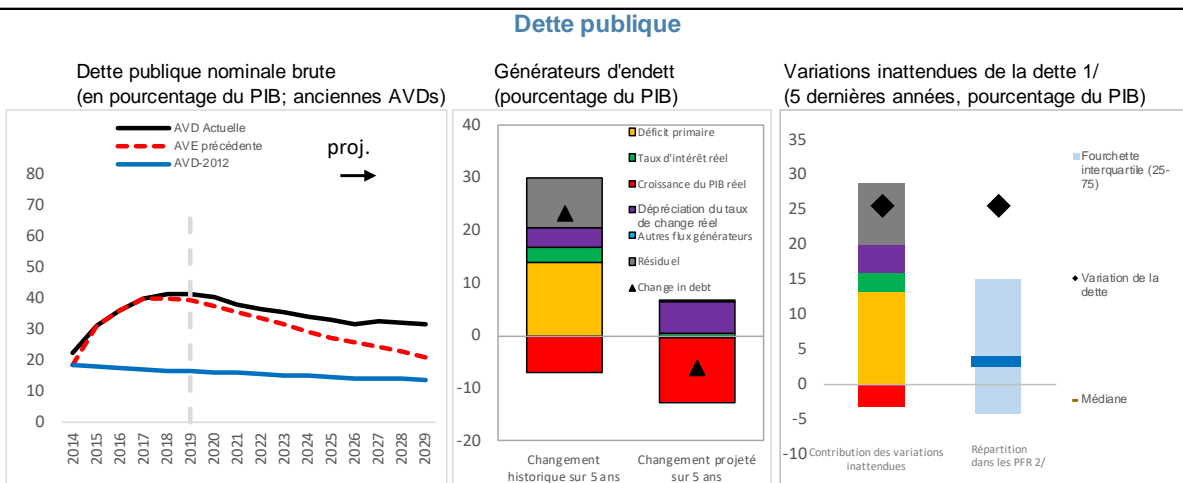 Dette publique
Dette publique nominale brute
(en pourcentage du PIB; anciennes AVDs)
AVD Actuelle
AVE précédente
AVD-2012
proj.
80
70
60
50
40
30
20
10
0
2014
2015
2016
2017
2018
2019
2020
2021
2022
2023
2024
2025
2026
2027
2028
2029
Générateurs d'endett
(pourcentage du PIB)
40
30
20
10
0
-10
-20
Déficit primaire
Taux d'intérêt réel
Croissance du PIB réel
Dépréciation du taux
de change réel
Autres flux générateurs
Résiduel
Change in debt
Changement
historique sur 5 ans
Changement projeté
sur 5 ans
Variations inattendues de la dette 1/
(5 dernières années, pourcentage du PIB)
35
30
25
20
15
10
5
0
-5
-10
Fourchette
interquartile (25-
75)
Variation de la
dette
Médiane
Contribution des variations
inattendues
Répartition
dans les PFR 2/